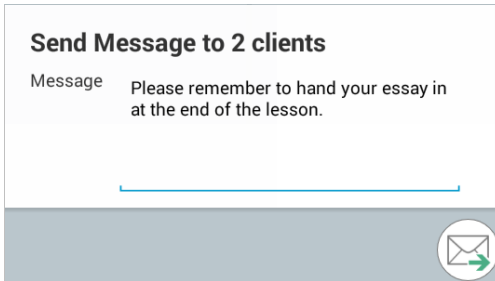 Send Message to 2 clients
Message
Please remember to hand your essay in
at the end of the lesson.